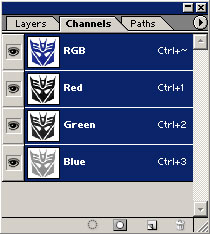 Layers Channels Paths
RGB Ctrl+~
Red Ctrl+1
Green Ctrl+2
Blue Ctrl+3